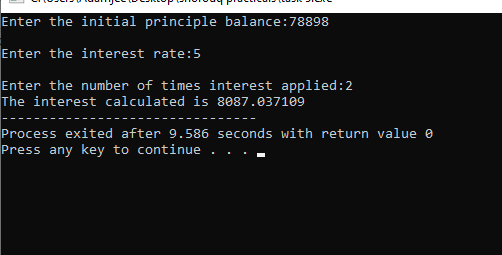 Enter the initial principle balance:78898
Enter the interest rate:5
Enter the number of times interest applied:2
The interest calculated is 8087.037109
--------------------------------
Process exited after 9.586 seconds with return value 0
Press any key to continue . . .